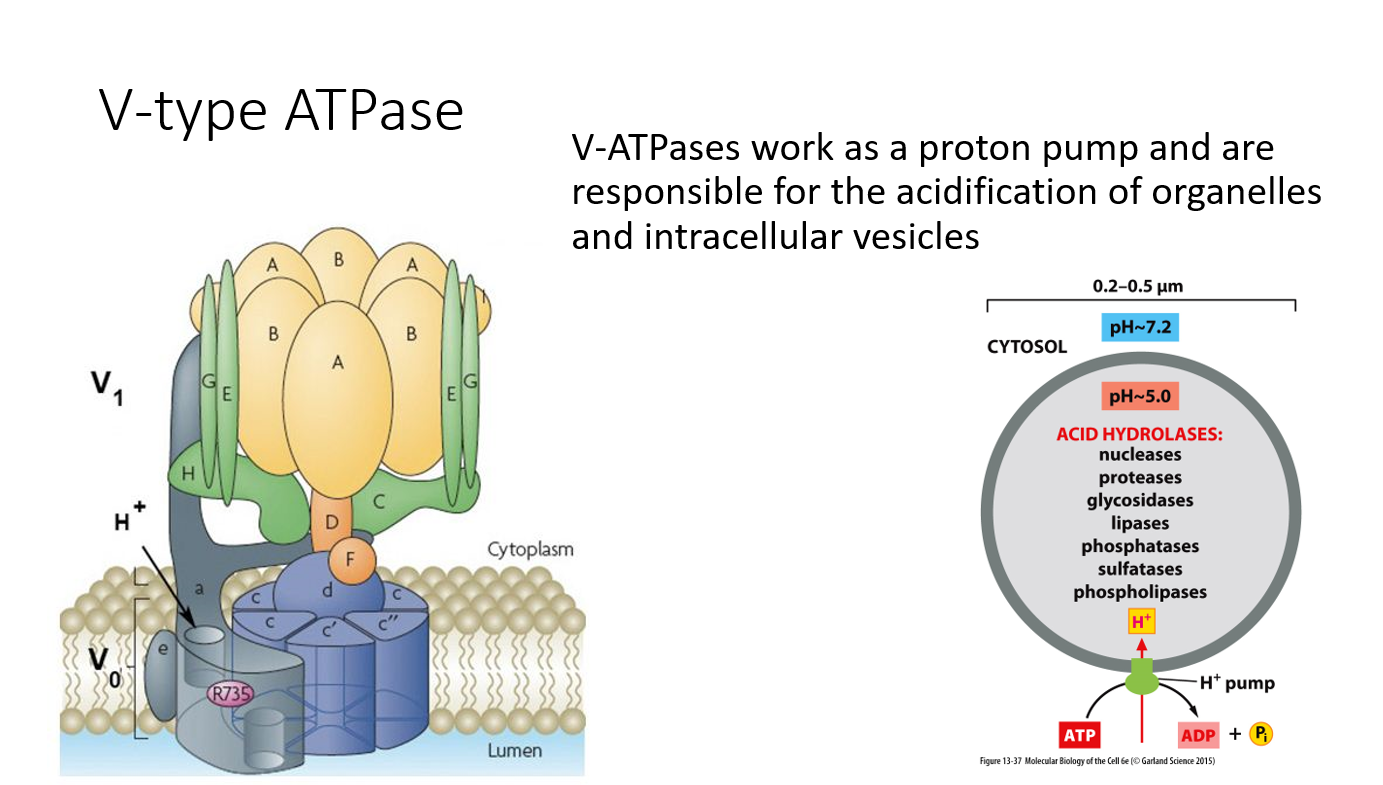 V-type ATPase
V-ATPases work as a proton pump and are
responsible for the acidification of organelles
and intracellular vesicles
B
A
A
I
B
B
A
G
E
E
G
V1
H
C
H+
D
F
Cytoplasm
a
d
c
c
c
c′
c″
e
V0
R735
Lumen
0.2–0.5 µm
pH~7.2
CYTOSOL
pH~5.0
ACID HYDROLASES:
nucleases
proteases
glycosidases
lipases
phosphatases
sulfatases
phospholipases
H+
H+ pump
ATP
ADP + Pi
Figure 13-37 Molecular Biology of the Cell 6e (© Garland Science 2015)